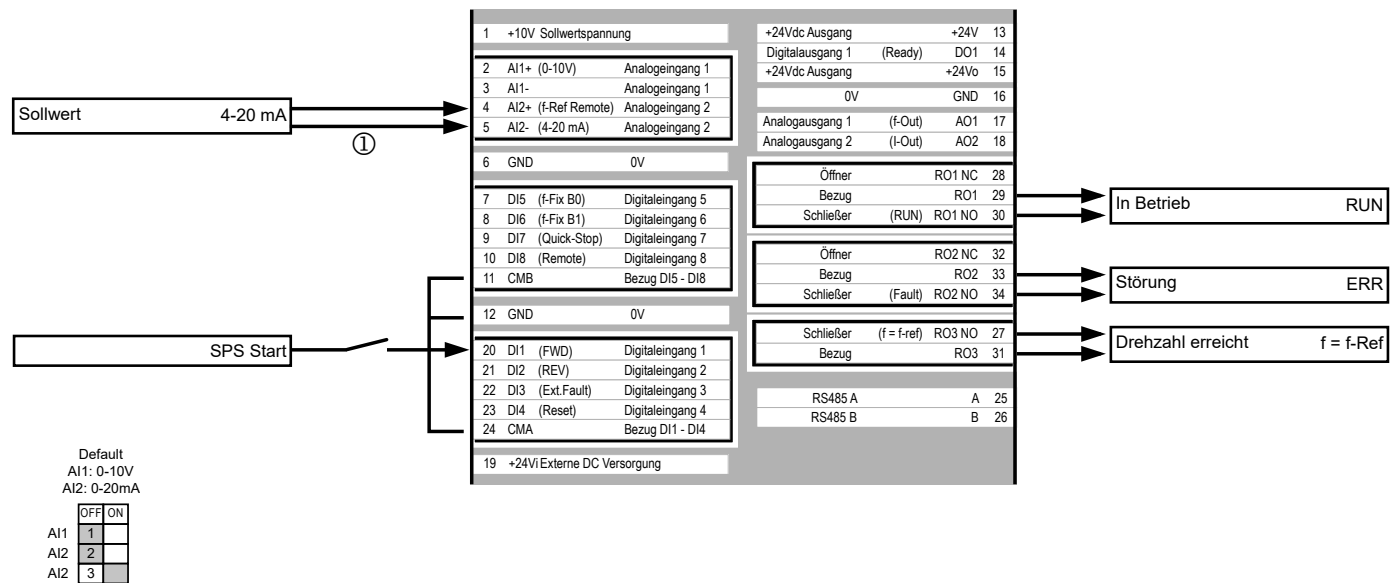 1 +10V Sollwertspannung
2 AI1+ (0-10V) Analogeingang 1
3 AI1- Analogeingang 1
4 AI2+ (f-Ref Remote) Analogeingang 2
5 AI2- (4-20 mA) Analogeingang 2
6 GND 0V
7 DI5 (f-Fix B0) Digitaleingang 5
8 DI6 (f-Fix B1) Digitaleingang 6
9 DI7 (Quick-Stop) Digitaleingang 7
10 DI8 (Remote) Digitaleingang 8
11 CMB Bezug DI5 - DI8
12 GND 0V
20 DI1 (FWD) Digitaleingang 1
21 DI2 (REV) Digitaleingang 2
22 DI3 (Ext.Fault) Digitaleingang 3
23 DI4 (Reset) Digitaleingang 4
24 CMA Bezug DI1 - DI4
19 +24Vi Externe DC Versorgung
+24Vdc Ausgang +24V 13
Digitalausgang 1 (Ready) DO1 14
+24Vdc Ausgang +24Vo 15
0V GND 16
Analogausgang 1 (f-Out) AO1 17
Analogausgang 2 (I-Out) AO2 18
Öffner RO1 NC 28
Bezug RO1 29
Schließer (RUN) RO1 NO 30
Öffner RO2 NC 32
Bezug RO2 33
Schließer (Fault) RO2 NO 34
Schließer (f = f-ref) RO3 NO 27
Bezug RO3 31
RS485 A A 25
RS485 B B 26
Sollwert 4-20 mA
①
SPS Start
In Betrieb RUN
Störung ERR
Drehzahl erreicht f = f-Ref
Default
AI1: 0-10V
AI2: 0-20mA
OFF ON
AI1 1
AI2 2
AI2 3